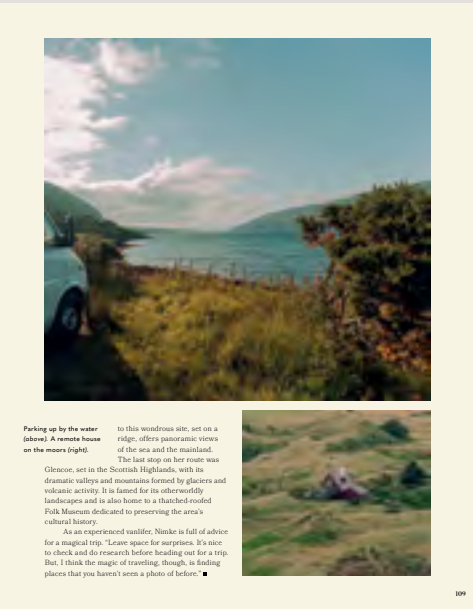 Parking up by the water
(above). A remote house
on the moors (right).
to this wondrous site, set on a
ridge, offers panoramic views
of the sea and the mainland.
The last stop on her route was
Glencoe, set in the Scottish Highlands, with its
dramatic valleys and mountains formed by glaciers and
volcanic activity. It is famed for its otherworldly
landscapes and is also home to a thatched-roofed
Folk Museum dedicated to preserving the area's
cultural history.
As an experienced vanlifer, Nimke is full of advice
for a magical trip. "Leave space for surprises. It's nice
to check and do research before heading out for a trip.
But, I think the magic of traveling, though, is finding
places that you haven't seen a photo of before." ■
109